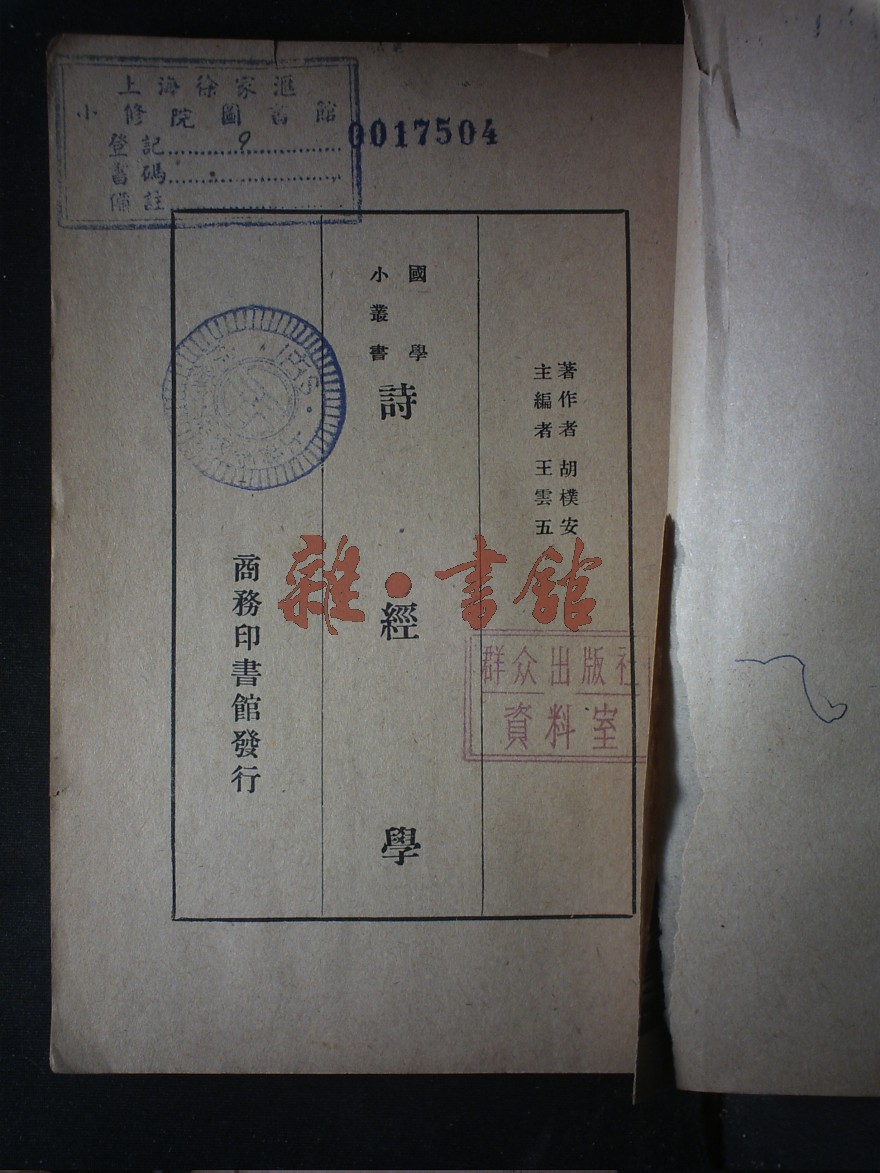 上海徐家滙
小修院圖書館
登記 9
書碼
備註
0017504
著作者 胡樸安
主編者 王雲五
國學
小叢書
詩經學
商務印書館發行
雜·書館
群众出版社
資料室